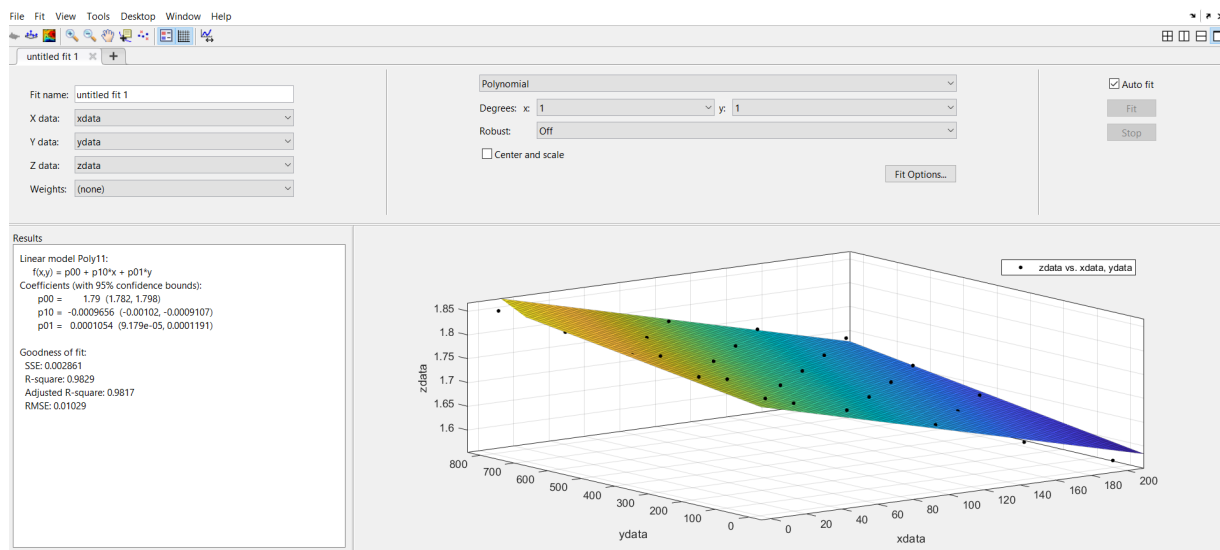 File Fit View Tools Desktop Window Help
untitled fit 1
Fit name: untitled fit 1
X data: xdata
Y data: ydata
Z data: zdata
Weights: (none)
Polynomial
Degrees: x: 1 y: 1
Robust: Off
Center and scale
Fit Options...
Auto fit
Fit
Stop
Results
Linear model Poly11:
f(x,y) = p00 + p10*x + p01*y
Coefficients (with 95% confidence bounds):
p00 = 1.79 (1.782, 1.798)
p10 = -0.0009656 (-0.00102, -0.0009107)
p01 = 0.0001054 (9.179e-05, 0.0001191)
Goodness of fit:
SSE: 0.002861
R-square: 0.9829
Adjusted R-square: 0.9817
RMSE: 0.01029
zdata vs. xdata, ydata
1.85
1.8
1.75
1.7
1.65
1.6
zdata
800 700 600 500 400 300 200 100 0
ydata
0 20 40 60 80 100 120 140 160 180 200
xdata